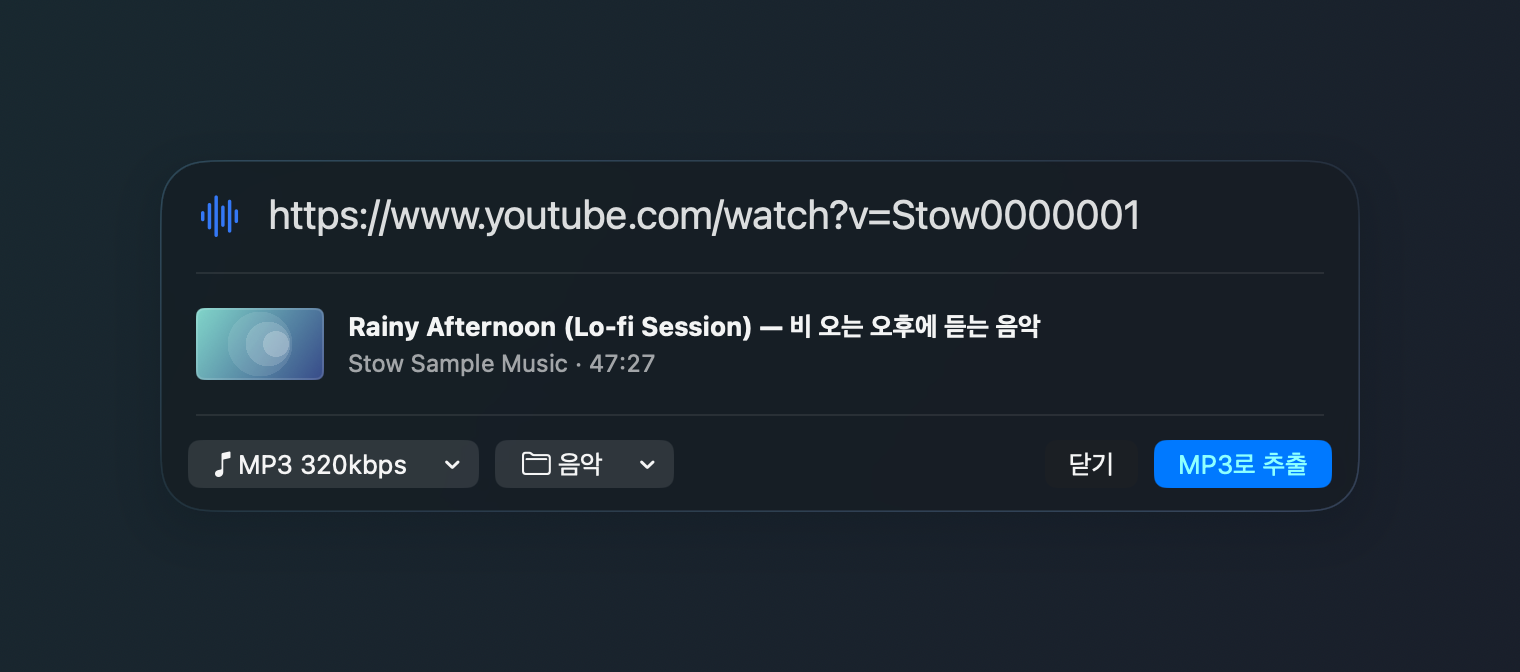 https://www.youtube.com/watch?v=Stow0000001
Rainy Afternoon (Lo-fi Session) — 비 오는 오후에 듣는 음악
Stow Sample Music · 47:27
MP3 320kbps 음악 닫기 MP3로 추출